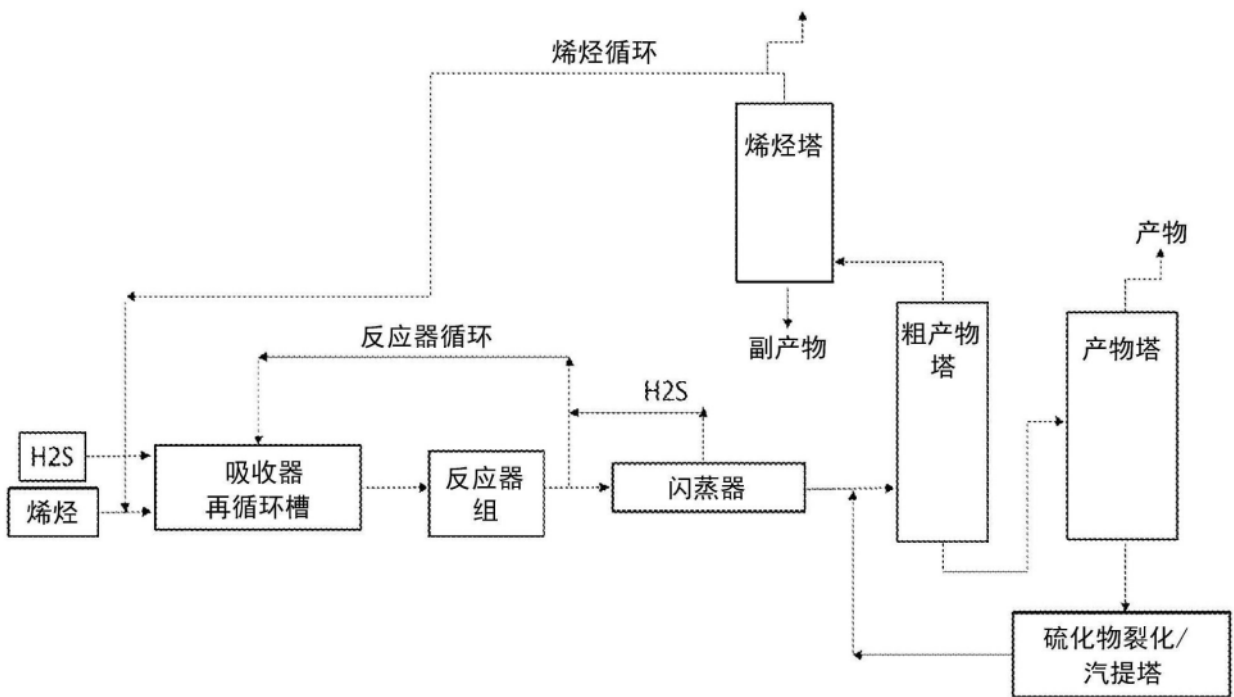 烯烃循环
烯烃塔
产物
副产物
粗产物
塔
产物塔
反应器循环
H2S
H2S
烯烃
吸收器
再循环槽
反应器
组
闪蒸器
硫化物裂化/
汽提塔